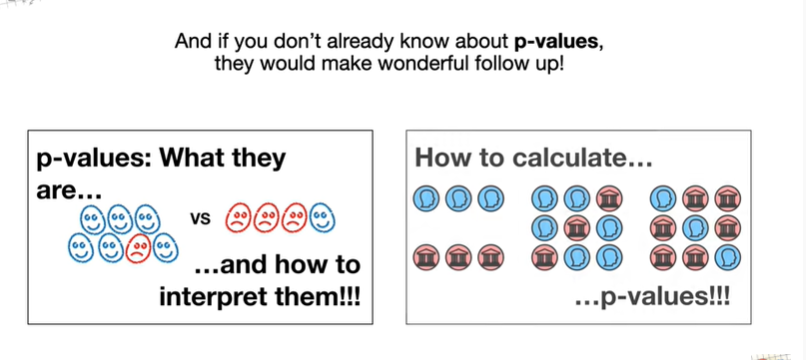 And if you don’t already know about p-values,
they would make wonderful follow up!
p-values: What they
are...
vs
...and how to
interpret them!!!
How to calculate...
...p-values!!!